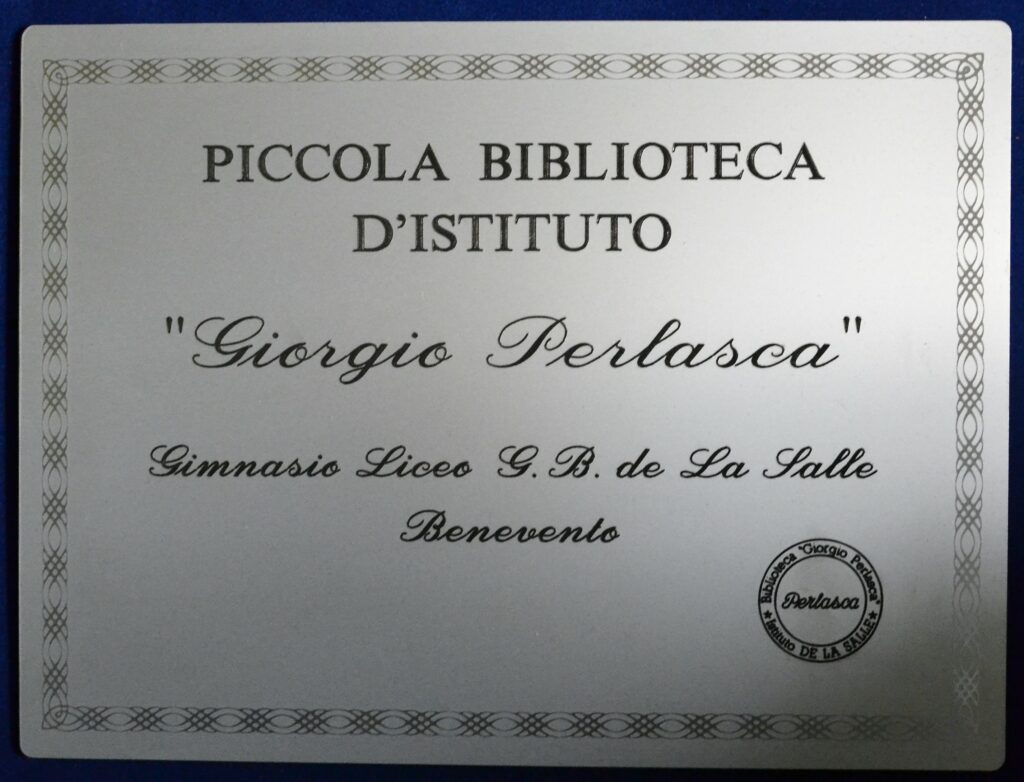 PICCOLA BIBLIOTECA
D'ISTITUTO
"Giorgio Perlasca"
Gimnasio Liceo G.B. de La Salle
Benevento
Biblioteca "Giorgio Perlasca"
Perlasca
★ Istituto DE LA SALLE ★